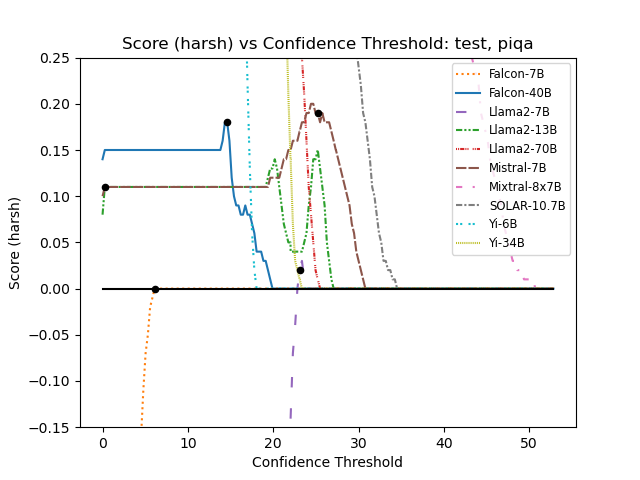 Score (harsh) vs Confidence Threshold: test, piqa
0.25
0.20
0.15
0.10
0.05
0.00
−0.05
−0.10
−0.15
Score (harsh)
0 10 20 30 40 50
Confidence Threshold
Falcon-7B
Falcon-40B
Llama2-7B
Llama2-13B
Llama2-70B
Mistral-7B
Mixtral-8x7B
SOLAR-10.7B
Yi-6B
Yi-34B